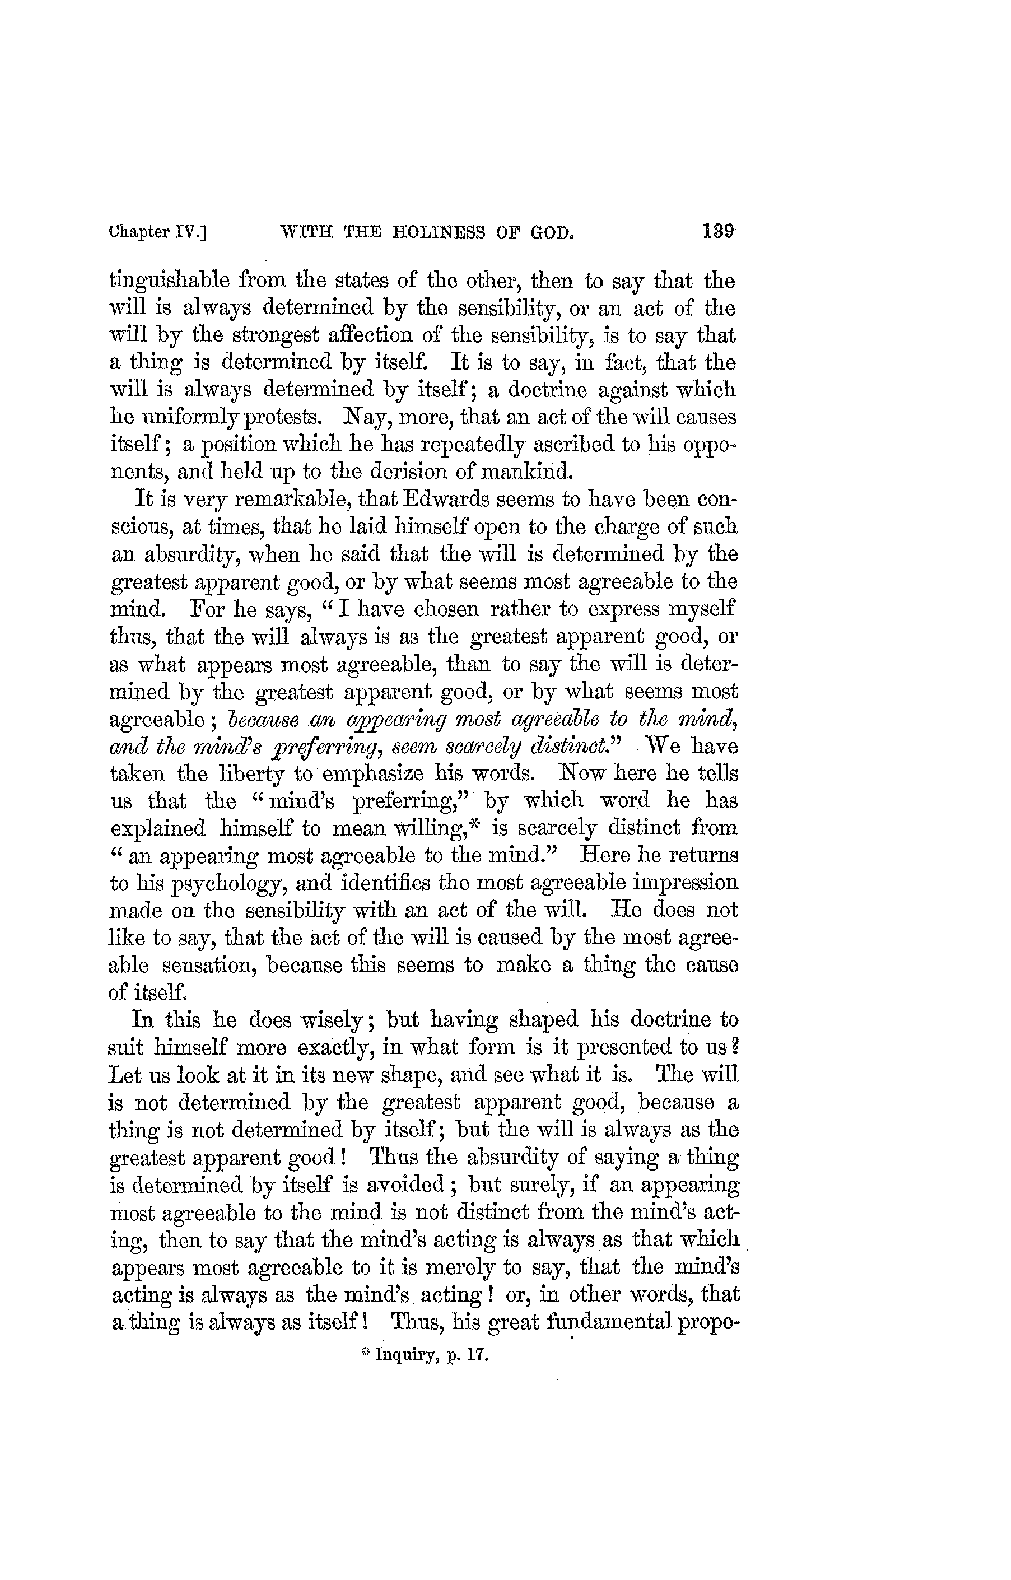 Chapter IV.] WITH THE HOLINESS OF GOD. 139
tinguishable from the states of the other, then to say that the
will is always determined by the sensibility, or an act of the
will by the strongest affection of the sensibility, is to say that
a thing is determined by itself. It is to say, in fact, that the
will is always determined by itself; a doctrine against which
he uniformly protests. Nay, more, that an act of the will causes
itself; a position which he has repeatedly ascribed to his oppo-
nents, and held up to the derision of mankind.
It is very remarkable, that Edwards seems to have been con-
scious, at times, that he laid himself open to the charge of such
an absurdity, when he said that the will is determined by the
greatest apparent good, or by what seems most agreeable to the
mind. For he says, “I have chosen rather to express myself
thus, that the will always is as the greatest apparent good, or
as what appears most agreeable, than to say the will is deter-
mined by the greatest apparent good, or by what seems most
agreeable; because an appearing most agreeable to the mind,
and the mind's preferring, seem scarcely distinct.” We have
taken the liberty to emphasize his words. Now here he tells
us that the “mind's preferring,” by which word he has
explained himself to mean willing,* is scarcely distinct from
“an appearing most agreeable to the mind.” Here he returns
to his psychology, and identifies the most agreeable impression
made on the sensibility with an act of the will. He does not
like to say, that the act of the will is caused by the most agree-
able sensation, because this seems to make a thing the cause
of itself.
In this he does wisely; but having shaped his doctrine to
suit himself more exactly, in what form is it presented to us?
Let us look at it in its new shape, and see what it is. The will
is not determined by the greatest apparent good, because a
thing is not determined by itself; but the will is always as the
greatest apparent good! Thus the absurdity of saying a thing
is determined by itself is avoided; but surely, if an appearing
most agreeable to the mind is not distinct from the mind's act-
ing, then to say that the mind's acting is always as that which
appears most agreeable to it is merely to say, that the mind's
acting is always as the mind's acting! or, in other words, that
a thing is always as itself! Thus, his great fundamental propo-
* Inquiry, p. 17.